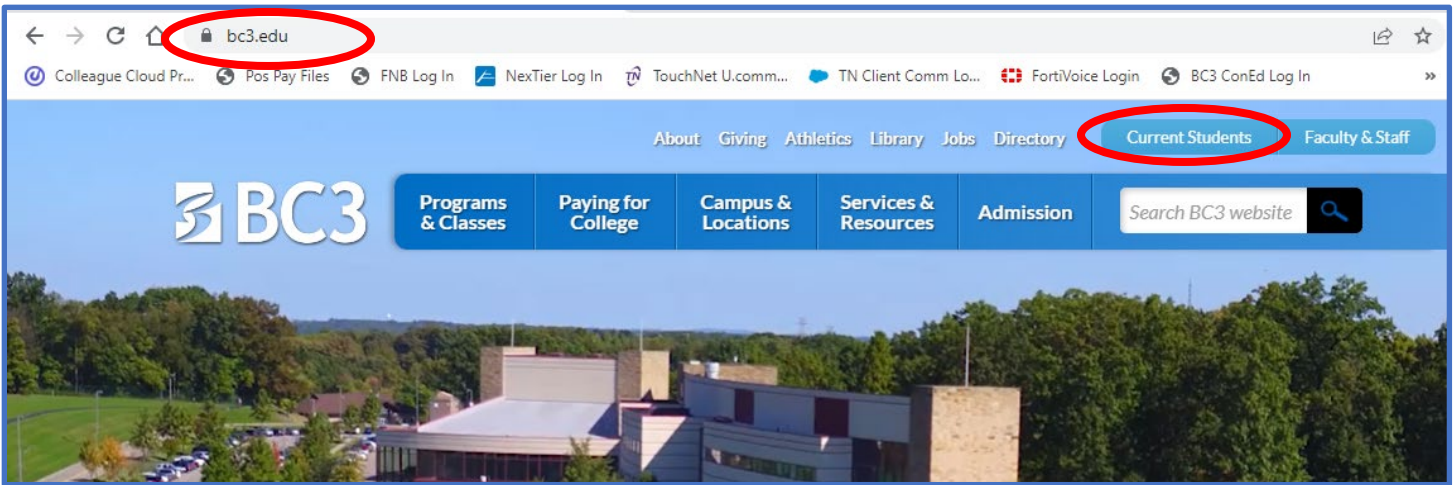 bc3.edu
Colleague Cloud Pr... Pos Pay Files FNB Log In NexTier Log In TouchNet U.comm... TN Client Comm Lo... FortiVoice Login BC3 ConEd Log In »
About Giving Athletics Library Jobs Directory Current Students Faculty & Staff
BC3
Programs
& Classes
Paying for
College
Campus &
Locations
Services &
Resources
Admission
Search BC3 website